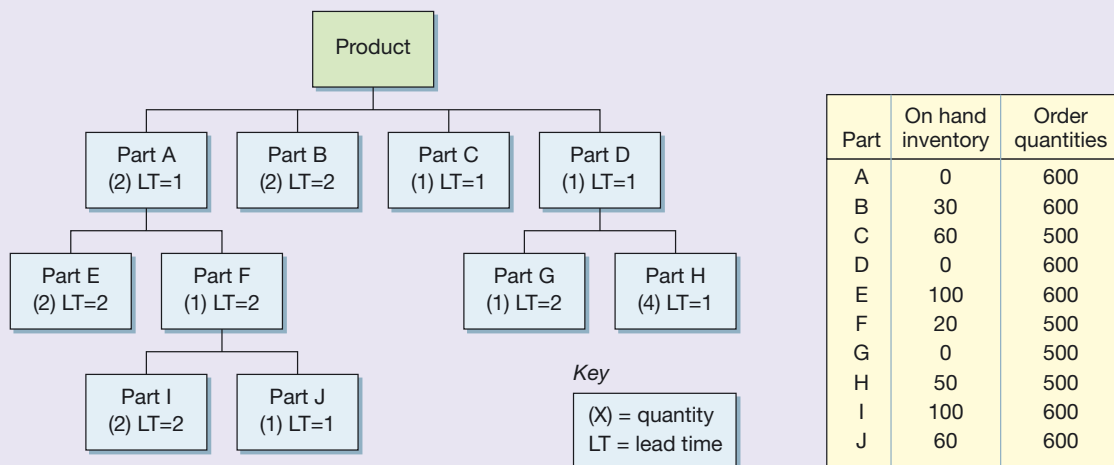 Product
Part A
(2) LT=1
Part B
(2) LT=2
Part C
(1) LT=1
Part D
(1) LT=1
Part E
(2) LT=2
Part F
(1) LT=2
Part G
(1) LT=2
Part H
(4) LT=1
Part I
(2) LT=2
Part J
(1) LT=1
Key
(X) = quantity
LT = lead time
Part On hand inventory Order quantities
A 0 600
B 30 600
C 60 500
D 0 600
E 100 600
F 20 500
G 0 500
H 50 500
I 100 600
J 60 600